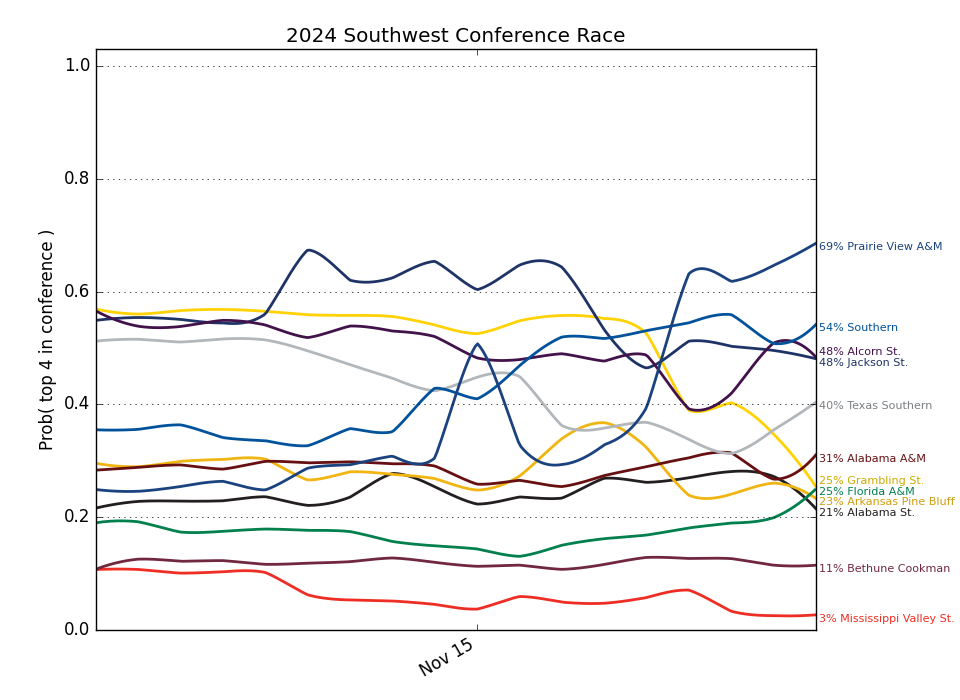 2024 Southwest Conference Race
1.0
0.8
0.6
0.4
0.2
0.0
Prob( top 4 in conference )
Nov 15
69% Prairie View A&M
54% Southern
48% Alcorn St.
48% Jackson St.
40% Texas Southern
31% Alabama A&M
25% Grambling St.
25% Florida A&M
23% Arkansas Pine Bluff
21% Alabama St.
11% Bethune Cookman
3% Mississippi Valley St.